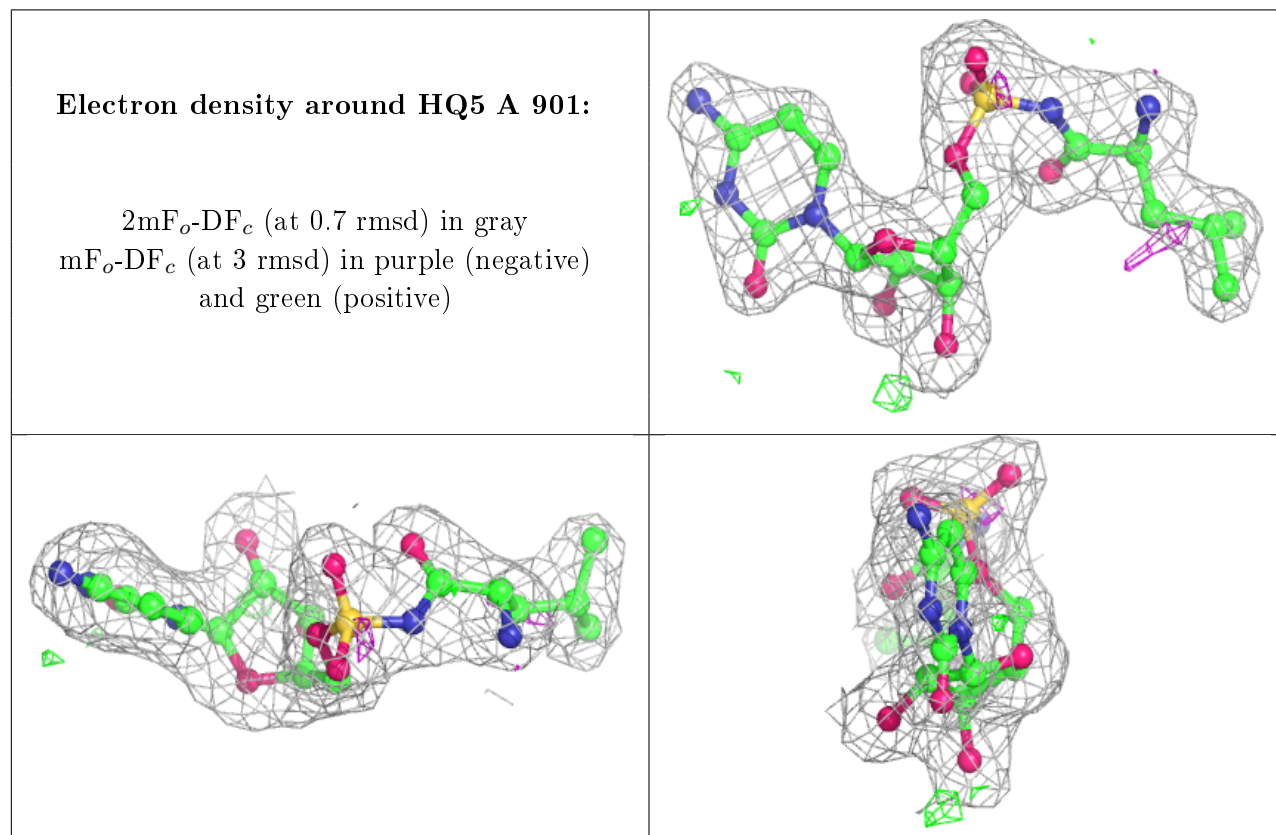 Electron density around HQ5 A 901:
2mFo-DFc (at 0.7 rmsd) in gray
mFo-DFc (at 3 rmsd) in purple (negative)
and green (positive)